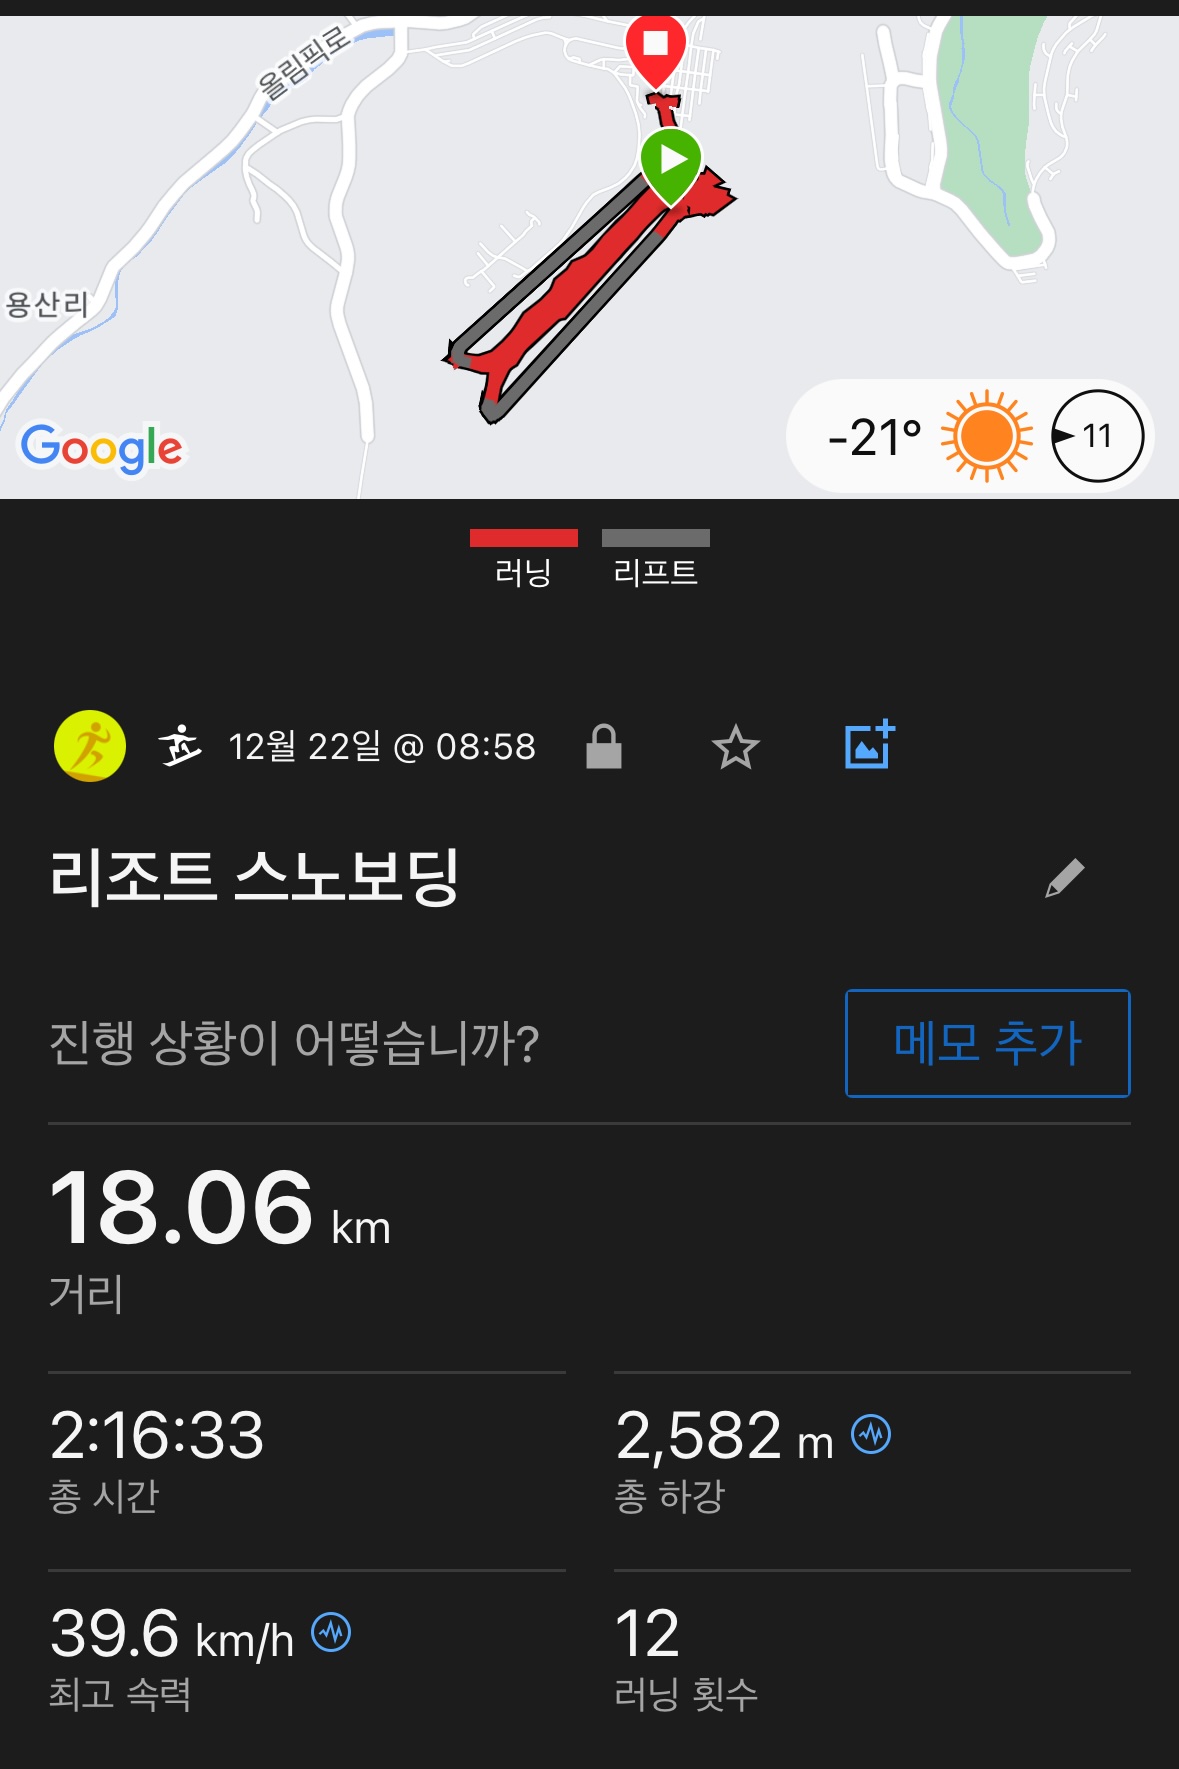 올림픽로
용산리
Google
-21°
11
러닝
리프트
12월 22일 @ 08:58
리조트 스노보딩
진행 상황이 어떻습니까?
메모 추가
18.06 km
거리
2:16:33
총 시간
2,582 m
총 하강
39.6 km/h
최고 속력
12
러닝 횟수